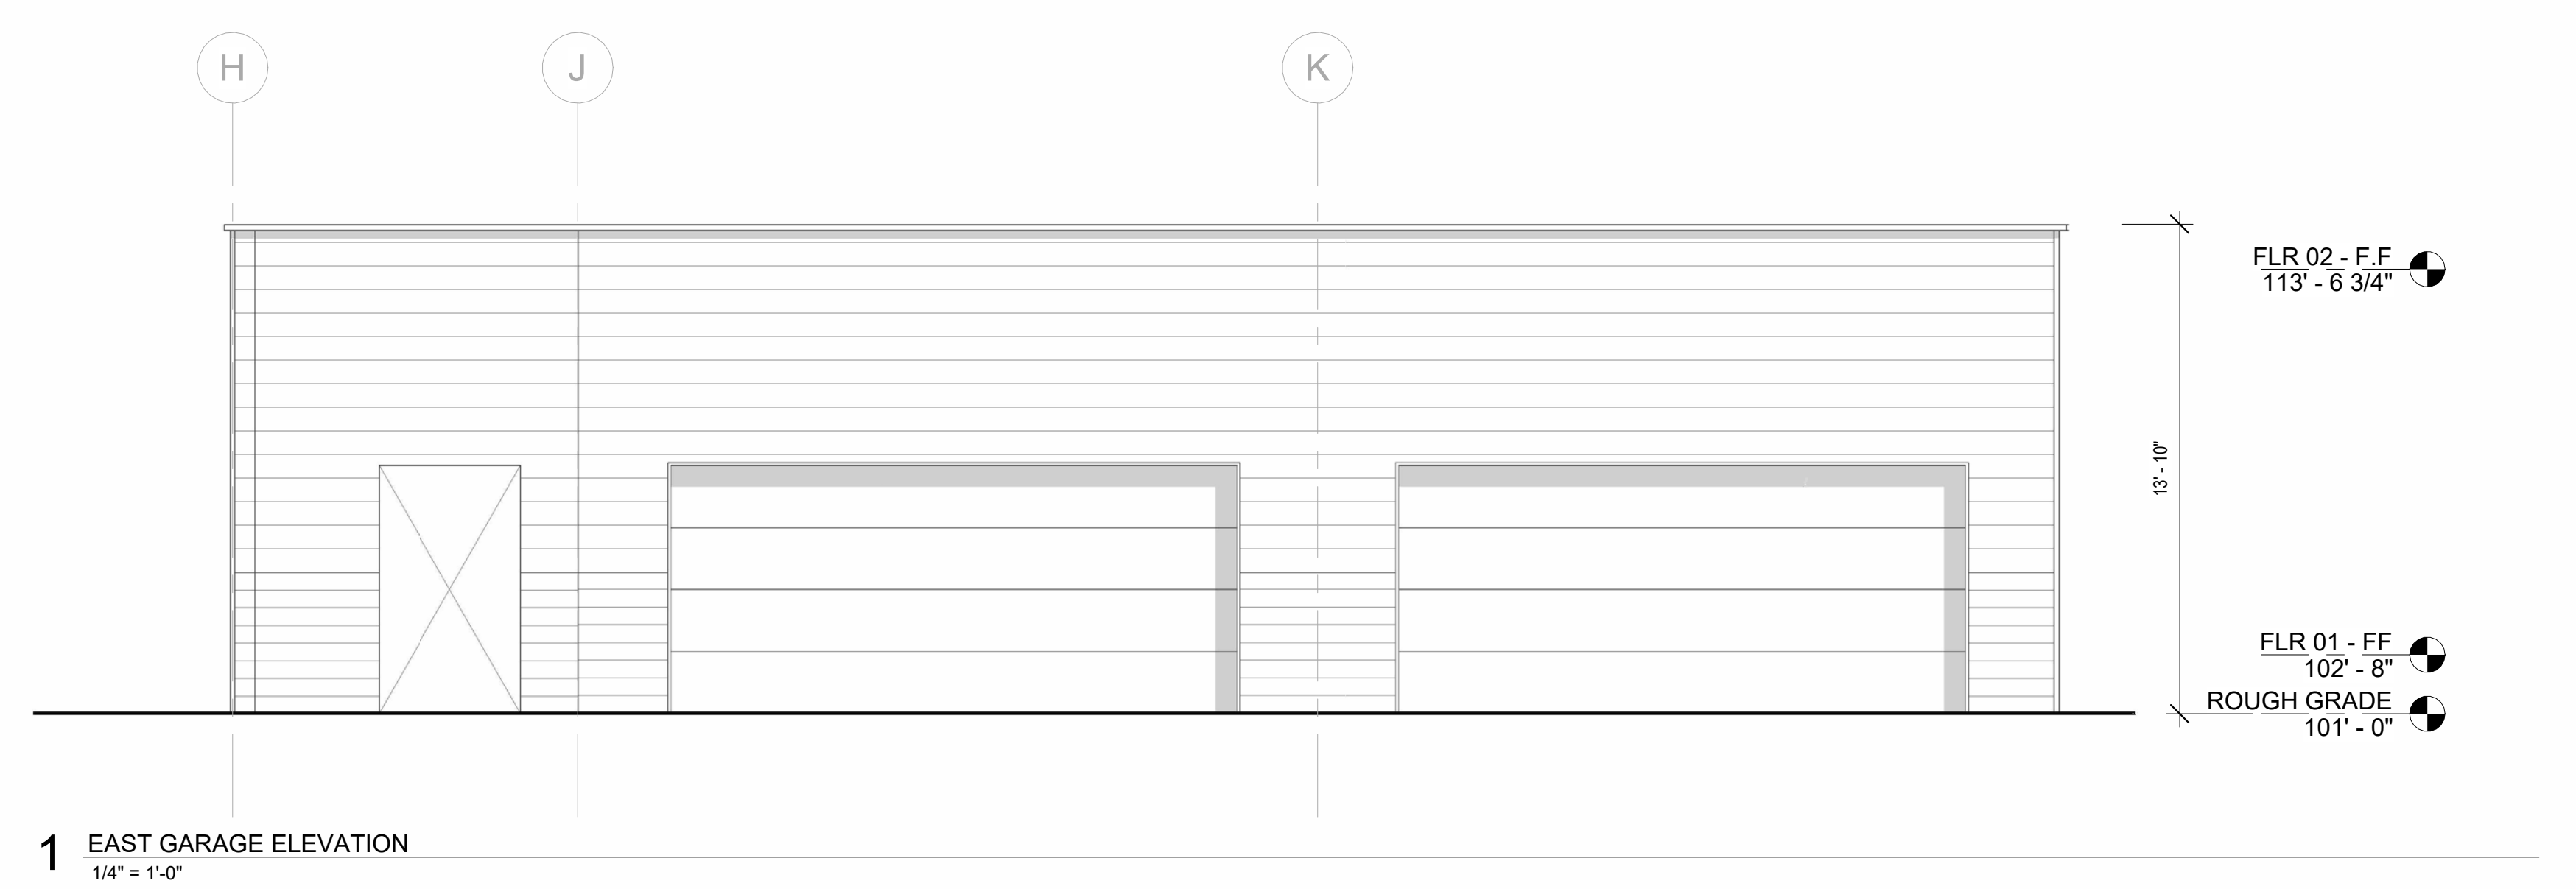 H
J
K
FLR 02 - F.F
113' - 6 3/4"
13' - 10"
FLR 01 - FF
102' - 8"
ROUGH GRADE
101' - 0"
1
EAST GARAGE ELEVATION
1/4" = 1'-0"